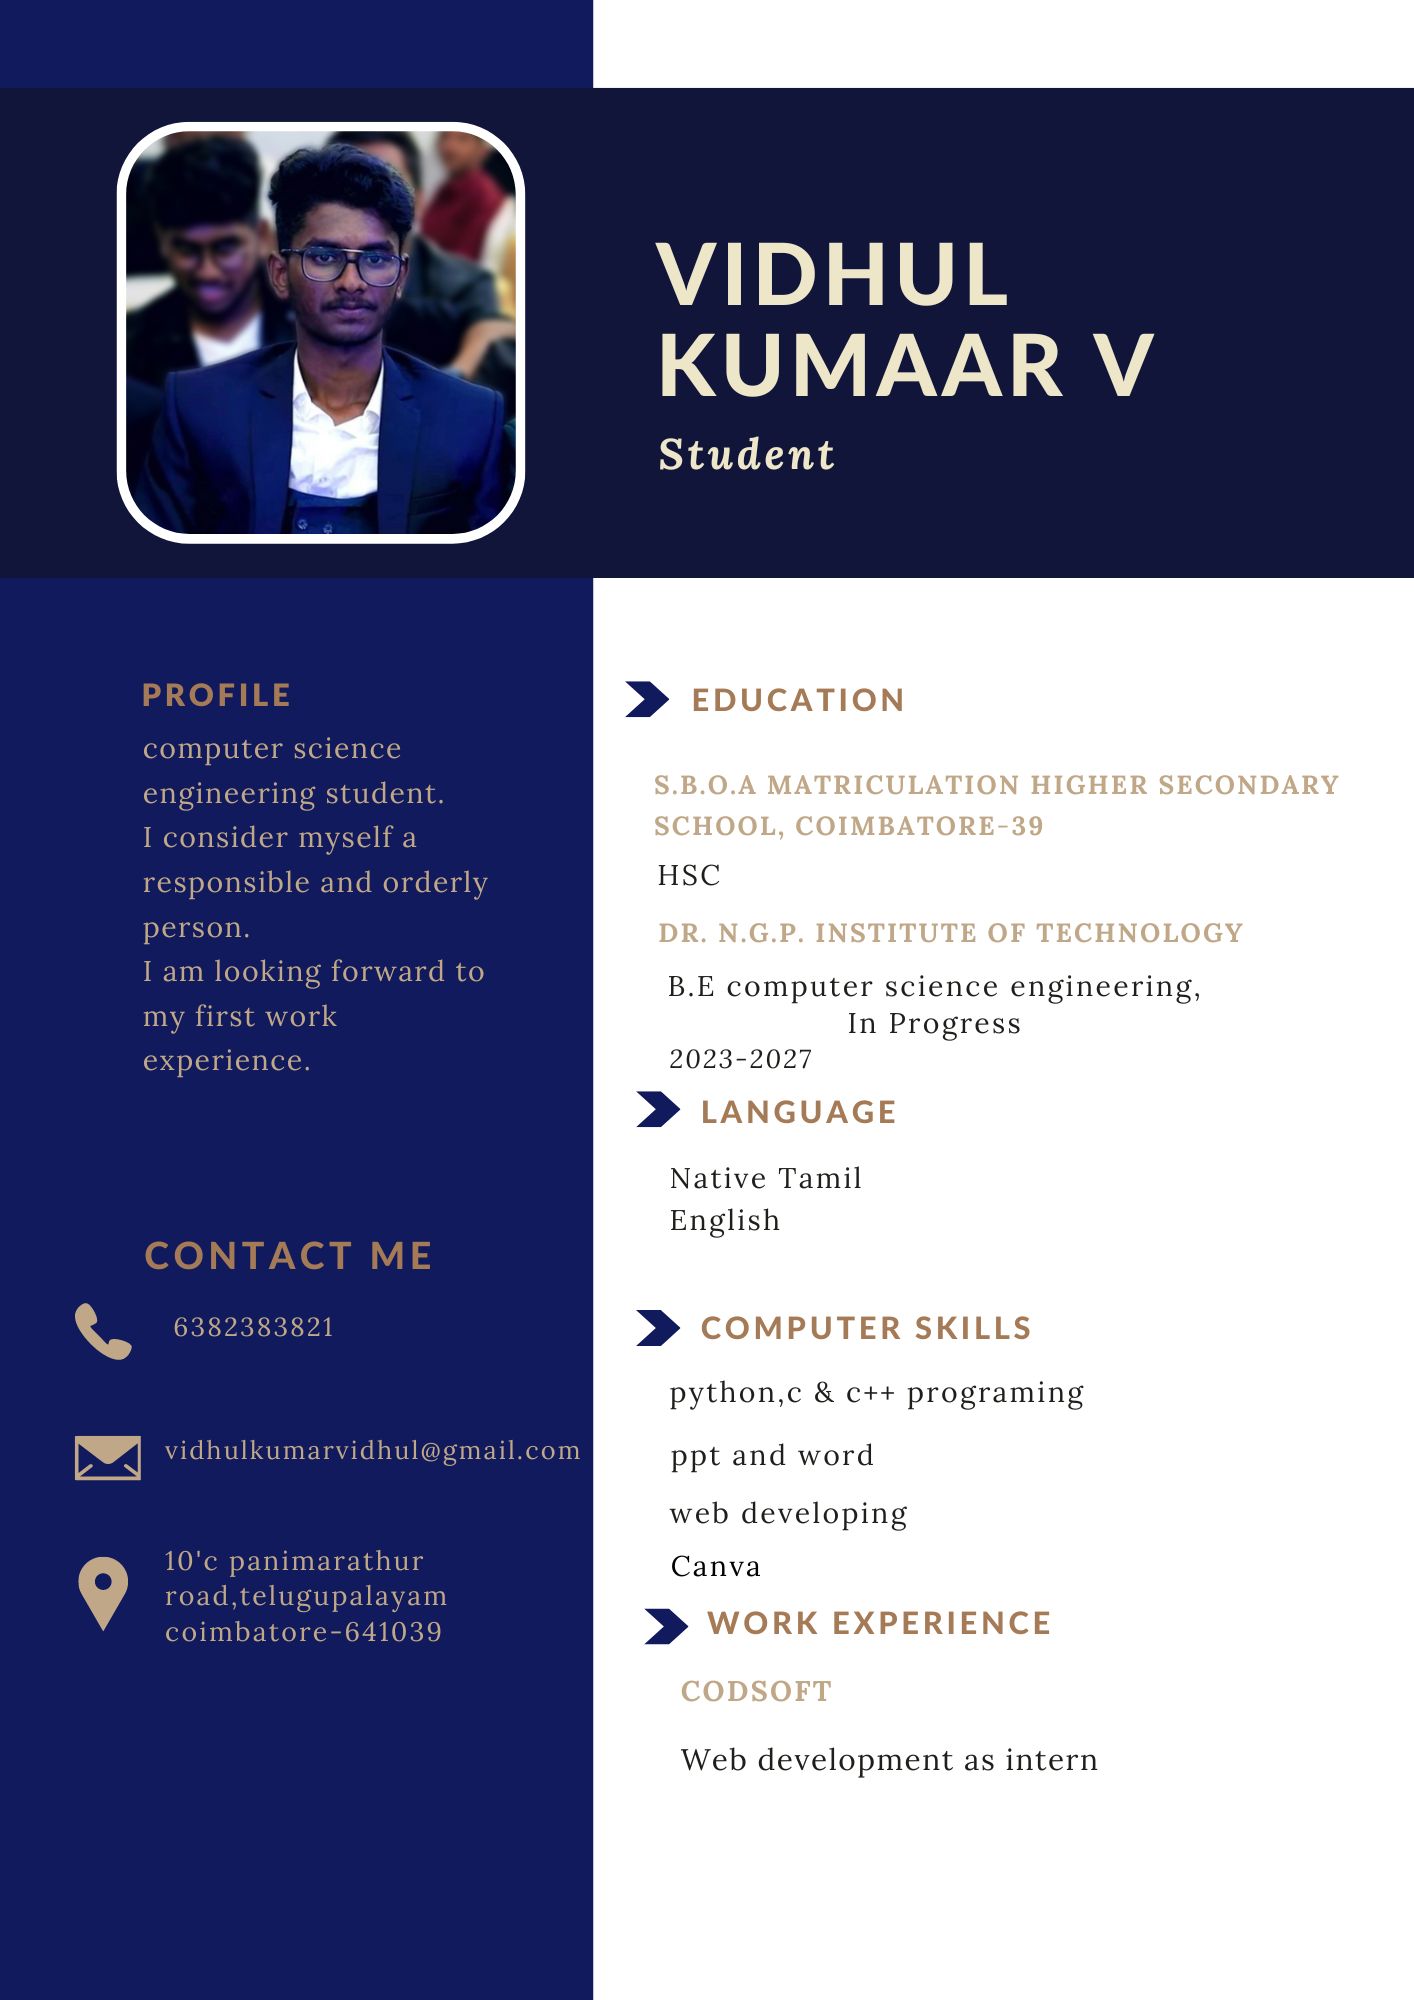 VIDHUL
KUMAAR V
Student
PROFILE
computer science
engineering student.
I consider myself a
responsible and orderly
person.
I am looking forward to
my first work
experience.
CONTACT ME
6382383821
vidhulkumarvidhul@gmail.com
10'c panimarathur
road,telugupalayam
coimbatore-641039
EDUCATION
S.B.O.A MATRICULATION HIGHER SECONDARY
SCHOOL, COIMBATORE-39
HSC
DR. N.G.P. INSTITUTE OF TECHNOLOGY
B.E computer science engineering,
In Progress
2023-2027
LANGUAGE
Native Tamil
English
COMPUTER SKILLS
python,c & c++ programing
ppt and word
web developing
Canva
WORK EXPERIENCE
CODSOFT
Web development as intern